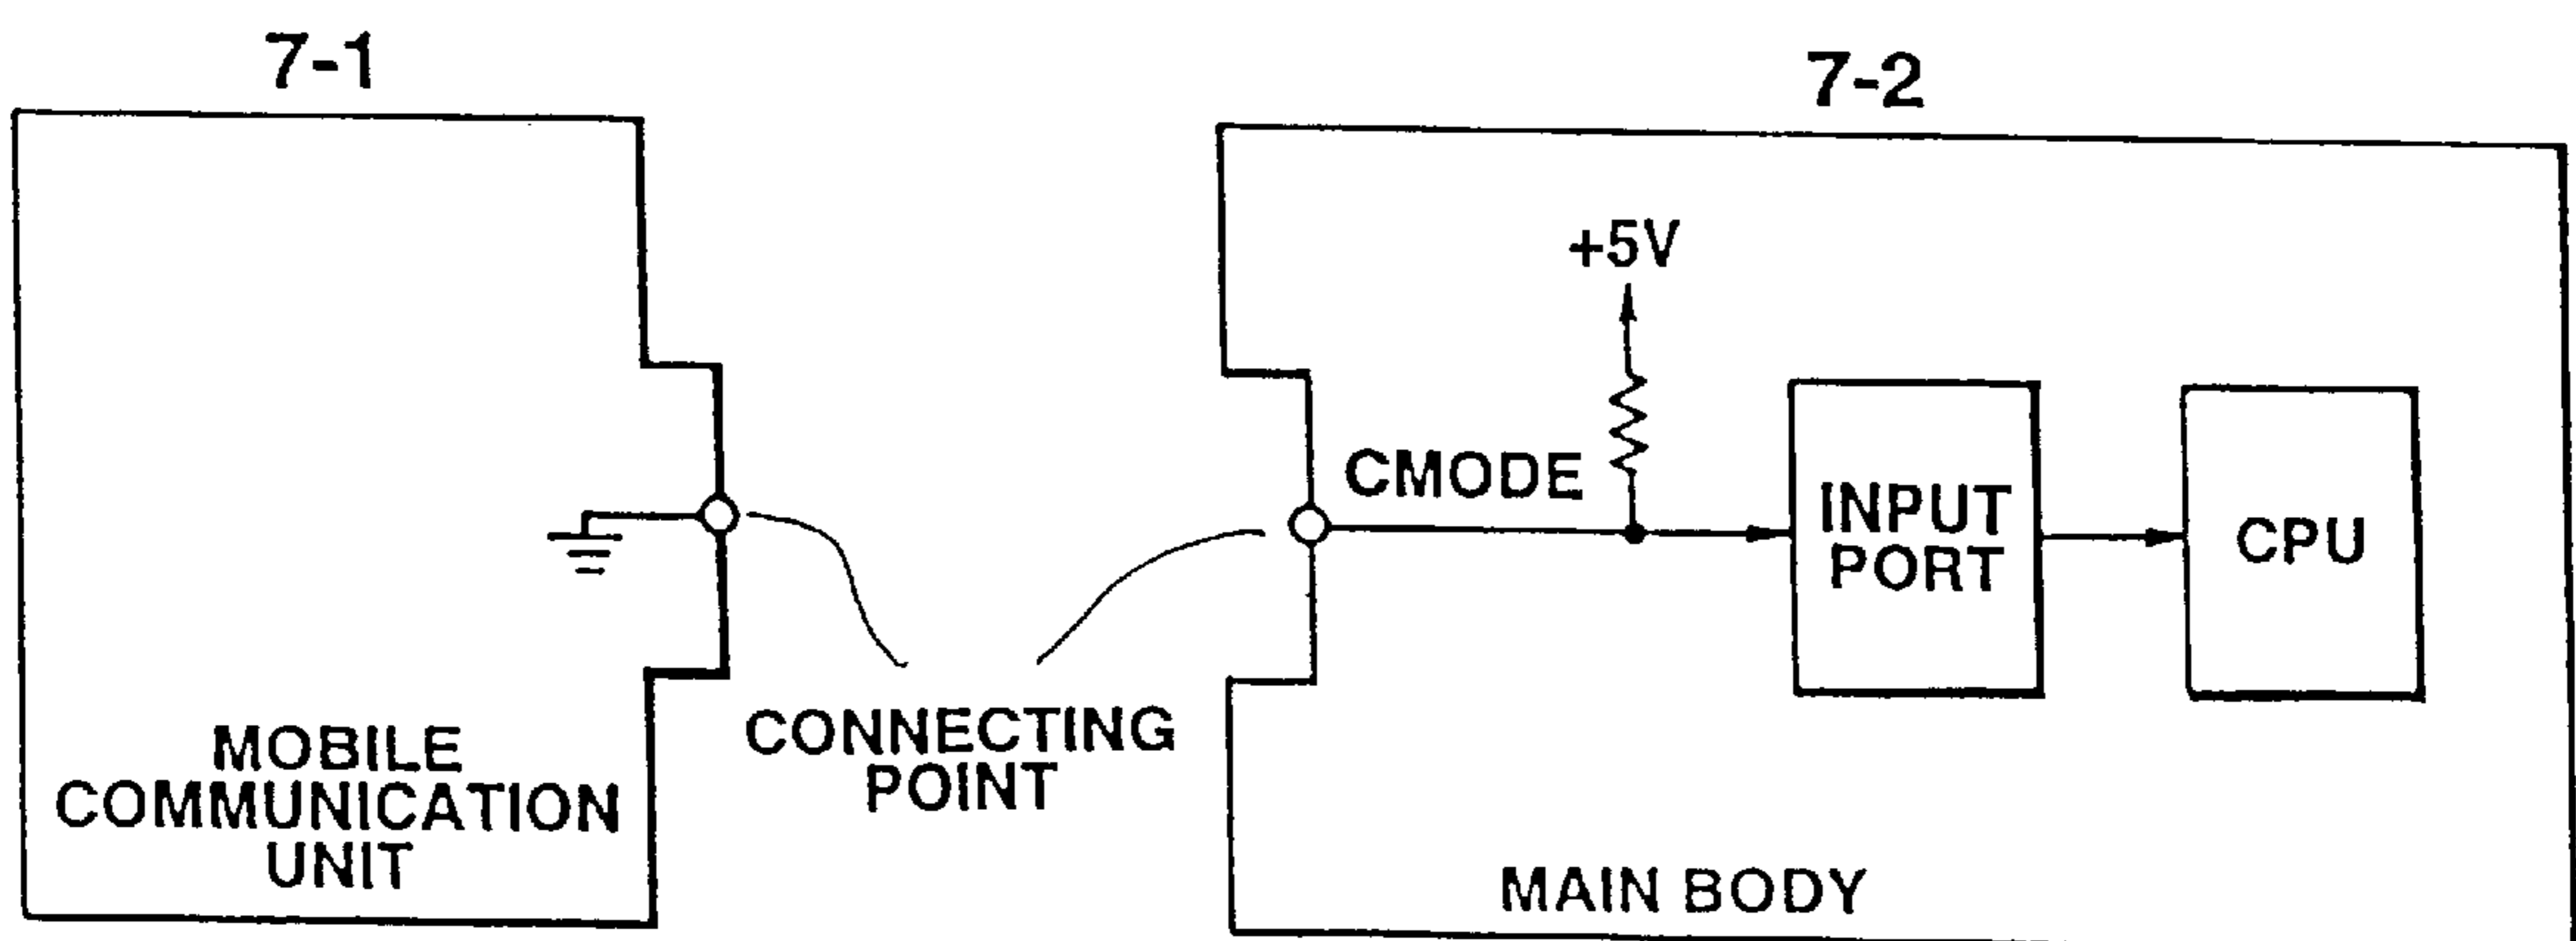 7-1
7-2
+5V
CMODE
INPUT
PORT
CPU
CONNECTING
POINT
MOBILE
COMMUNICATION
UNIT
MAIN BODY